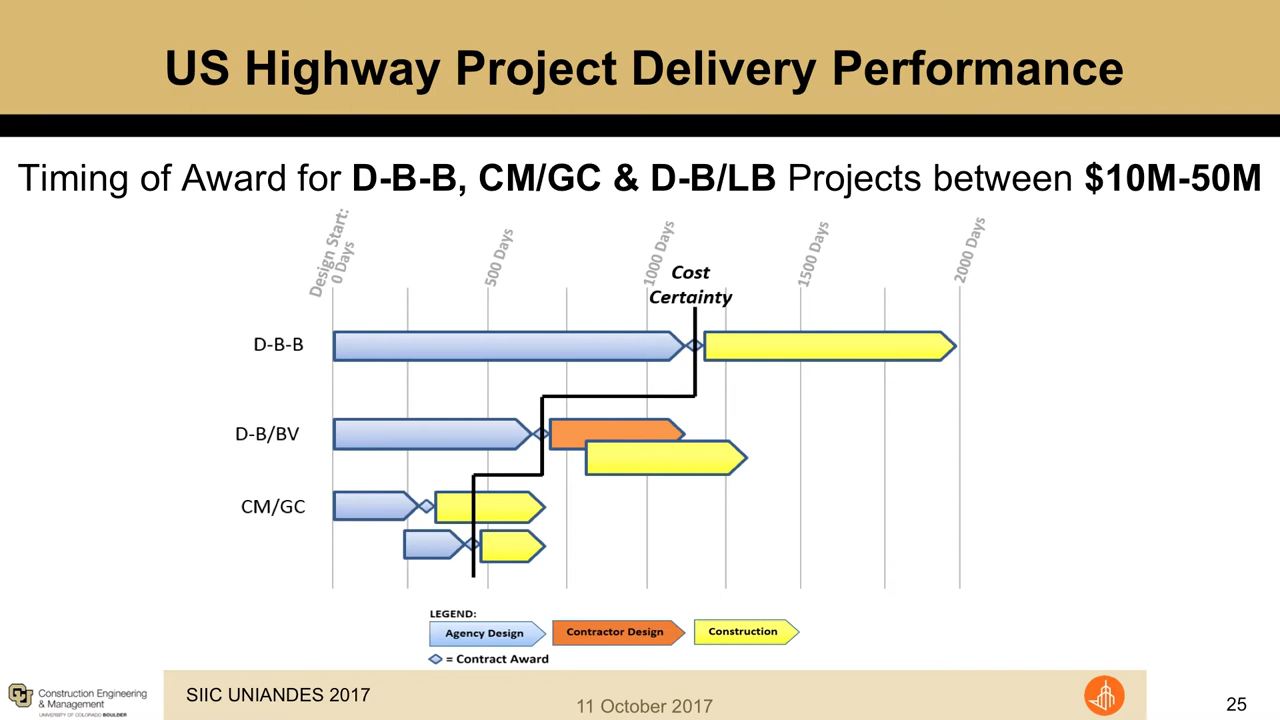 US Highway Project Delivery Performance
Timing of Award for D-B-B, CM/GC & D-B/LB Projects between $10M-50M
Design Start:
0 Days
500 Days
1000 Days
1500 Days
2000 Days
Cost
Certainty
D-B-B
D-B/BV
CM/GC
LEGEND:
Agency Design
Contractor Design
Construction
= Contract Award
Construction Engineering
& Management
UNIVERSITY OF COLORADO BOULDER
SIIC UNIANDES 2017
11 October 2017
25